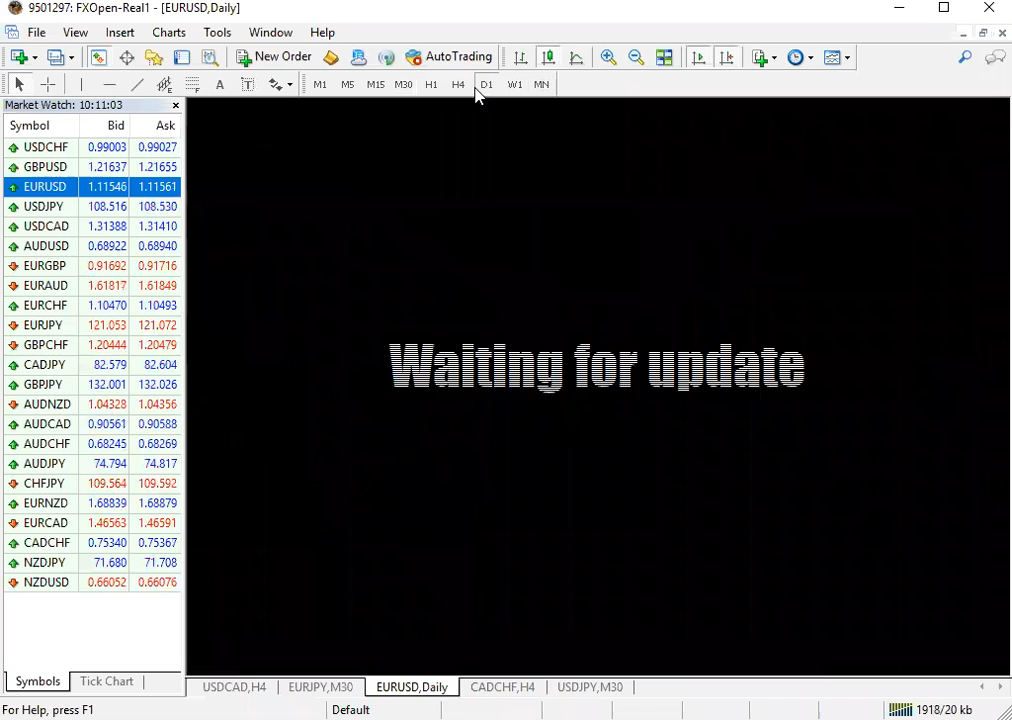 9501297: FXOpen-Real1 - [EURUSD,Daily]
File View Insert Charts Tools Window Help
New Order AutoTrading
A T M1 M5 M15 M30 H1 H4 D1 W1 MN
Market Watch: 10:11:03
Symbol Bid Ask
USDCHF 0.99003 0.99027
GBPUSD 1.21637 1.21655
EURUSD 1.11546 1.11561
USDJPY 108.516 108.530
USDCAD 1.31388 1.31410
AUDUSD 0.68922 0.68940
EURGBP 0.91692 0.91716
EURAUD 1.61817 1.61849
EURCHF 1.10470 1.10493
EURJPY 121.053 121.072
GBPCHF 1.20444 1.20479
CADJPY 82.579 82.604
GBPJPY 132.001 132.026
AUDNZD 1.04328 1.04356
AUDCAD 0.90561 0.90588
AUDCHF 0.68245 0.68269
AUDJPY 74.794 74.817
CHFJPY 109.564 109.592
EURNZD 1.68839 1.68879
EURCAD 1.46563 1.46591
CADCHF 0.75340 0.75367
NZDJPY 71.680 71.708
NZDUSD 0.66052 0.66076
Waiting for update
Symbols Tick Chart
USDCAD,H4 EURJPY,M30 EURUSD,Daily CADCHF,H4 USDJPY,M30
For Help, press F1 Default 1918/20 kb